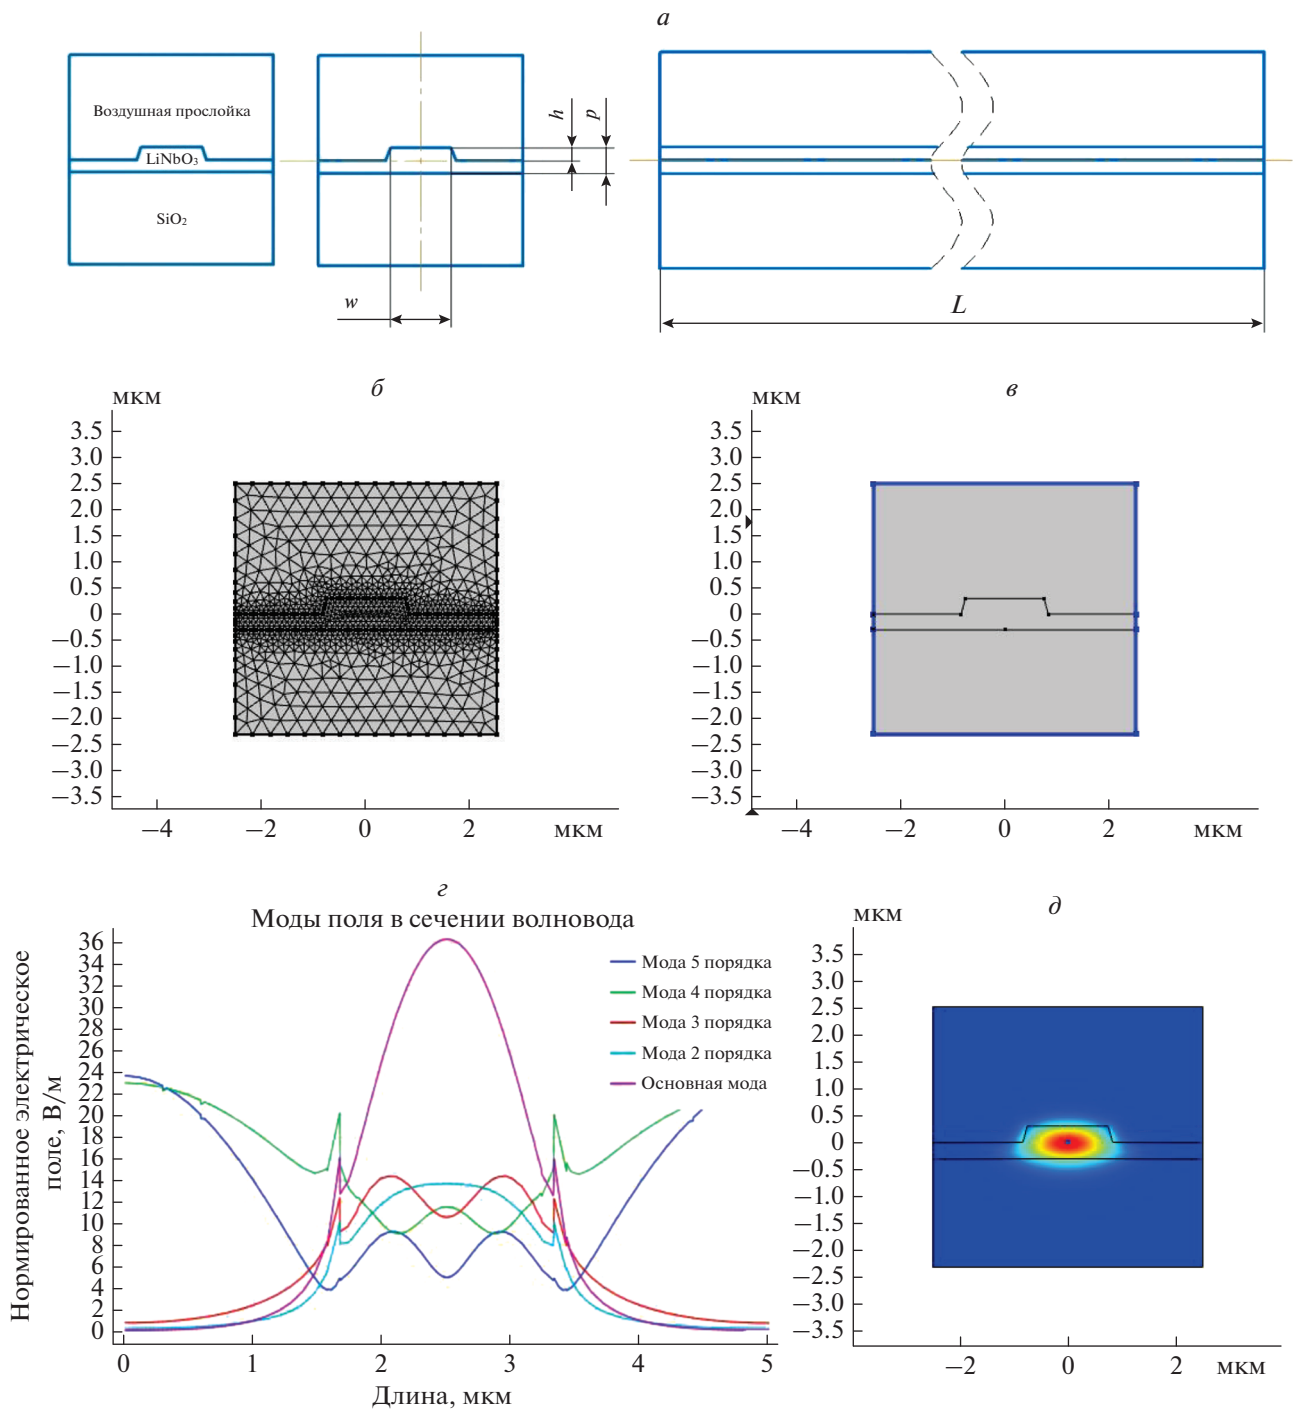 а
Воздушная прослойка
LiNbO3
SiO2
h
p
w
L
б
мкм
3.5
3.0
2.5
2.0
1.5
1.0
0.5
0
−0.5
−1.0
−1.5
−2.0
−2.5
−3.0
−3.5
−4 −2 0 2 мкм
в
мкм
3.5
3.0
2.5
2.0
1.5
1.0
0.5
0
−0.5
−1.0
−1.5
−2.0
−2.5
−3.0
−3.5
−4 −2 0 2 мкм
г
Моды поля в сечении волновода
Нормированное электрическое
поле, В/м
36
34
32
30
28
26
24
22
20
18
16
14
12
10
8
6
4
2
0
Мода 5 порядка
Мода 4 порядка
Мода 3 порядка
Мода 2 порядка
Основная мода
0 1 2 3 4 5
Длина, мкм
д
мкм
3.5
3.0
2.5
2.0
1.5
1.0
0.5
0
−0.5
−1.0
−1.5
−2.0
−2.5
−3.0
−3.5
−2 0 2 мкм